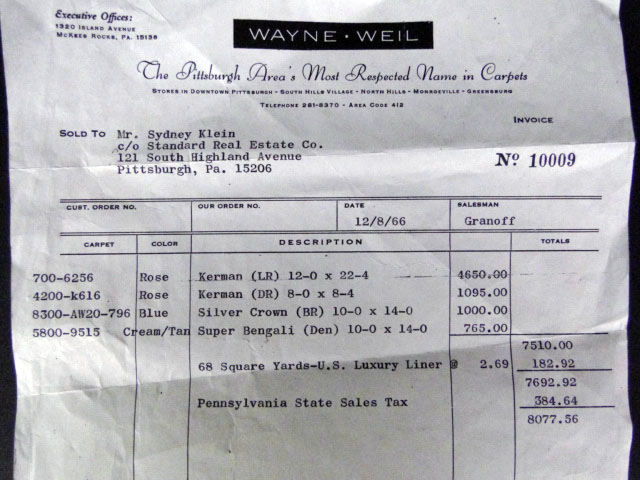 Executive Offices:
1320 Island Avenue
McKees Rocks, Pa. 15136
WAYNE · WEIL
The Pittsburgh Area's Most Respected Name in Carpets
Stores in Downtown Pittsburgh - South Hills Village - North Hills - Monroeville - Greensburg
Telephone 281-8370 - Area Code 412
INVOICE
SOLD TO Mr. Sydney Klein
c/o Standard Real Estate Co.
121 South Highland Avenue
Pittsburgh, Pa. 15206
No 10009
CUST. ORDER NO. OUR ORDER NO. DATE SALESMAN
12/8/66 Granoff
CARPET COLOR DESCRIPTION TOTALS
700-6256 Rose Kerman (LR) 12-0 x 22-4 4650.00
4200-k616 Rose Kerman (DR) 8-0 x 8-4 1095.00
8300-AW20-796 Blue Silver Crown (BR) 10-0 x 14-0 1000.00
5800-9515 Cream/Tan Super Bengali (Den) 10-0 x 14-0 765.00
7510.00
68 Square Yards-U.S. Luxury Liner @ 2.69 182.92
7692.92
Pennsylvania State Sales Tax 384.64
8077.56